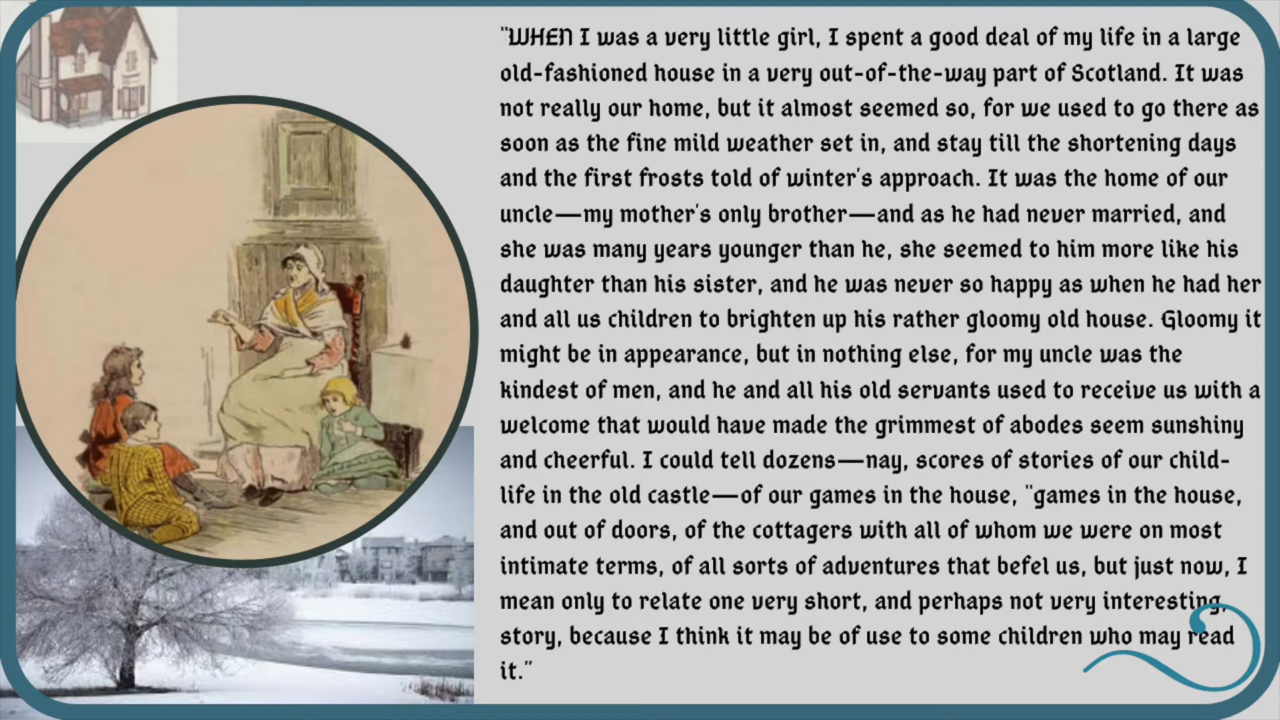 "WHEN I was a very little girl, I spent a good deal of my life in a large
old-fashioned house in a very out-of-the-way part of Scotland. It was
not really our home, but it almost seemed so, for we used to go there as
soon as the fine mild weather set in, and stay till the shortening days
and the first frosts told of winter's approach. It was the home of our
uncle—my mother's only brother—and as he had never married, and
she was many years younger than he, she seemed to him more like his
daughter than his sister, and he was never so happy as when he had her
and all us children to brighten up his rather gloomy old house. Gloomy it
might be in appearance, but in nothing else, for my uncle was the
kindest of men, and he and all his old servants used to receive us with a
welcome that would have made the grimmest of abodes seem sunshiny
and cheerful. I could tell dozens—nay, scores of stories of our child-
life in the old castle—of our games in the house, "games in the house,
and out of doors, of the cottagers with all of whom we were on most
intimate terms, of all sorts of adventures that befel us, but just now, I
mean only to relate one very short, and perhaps not very interesting,
story, because I think it may be of use to some children who may read
it."